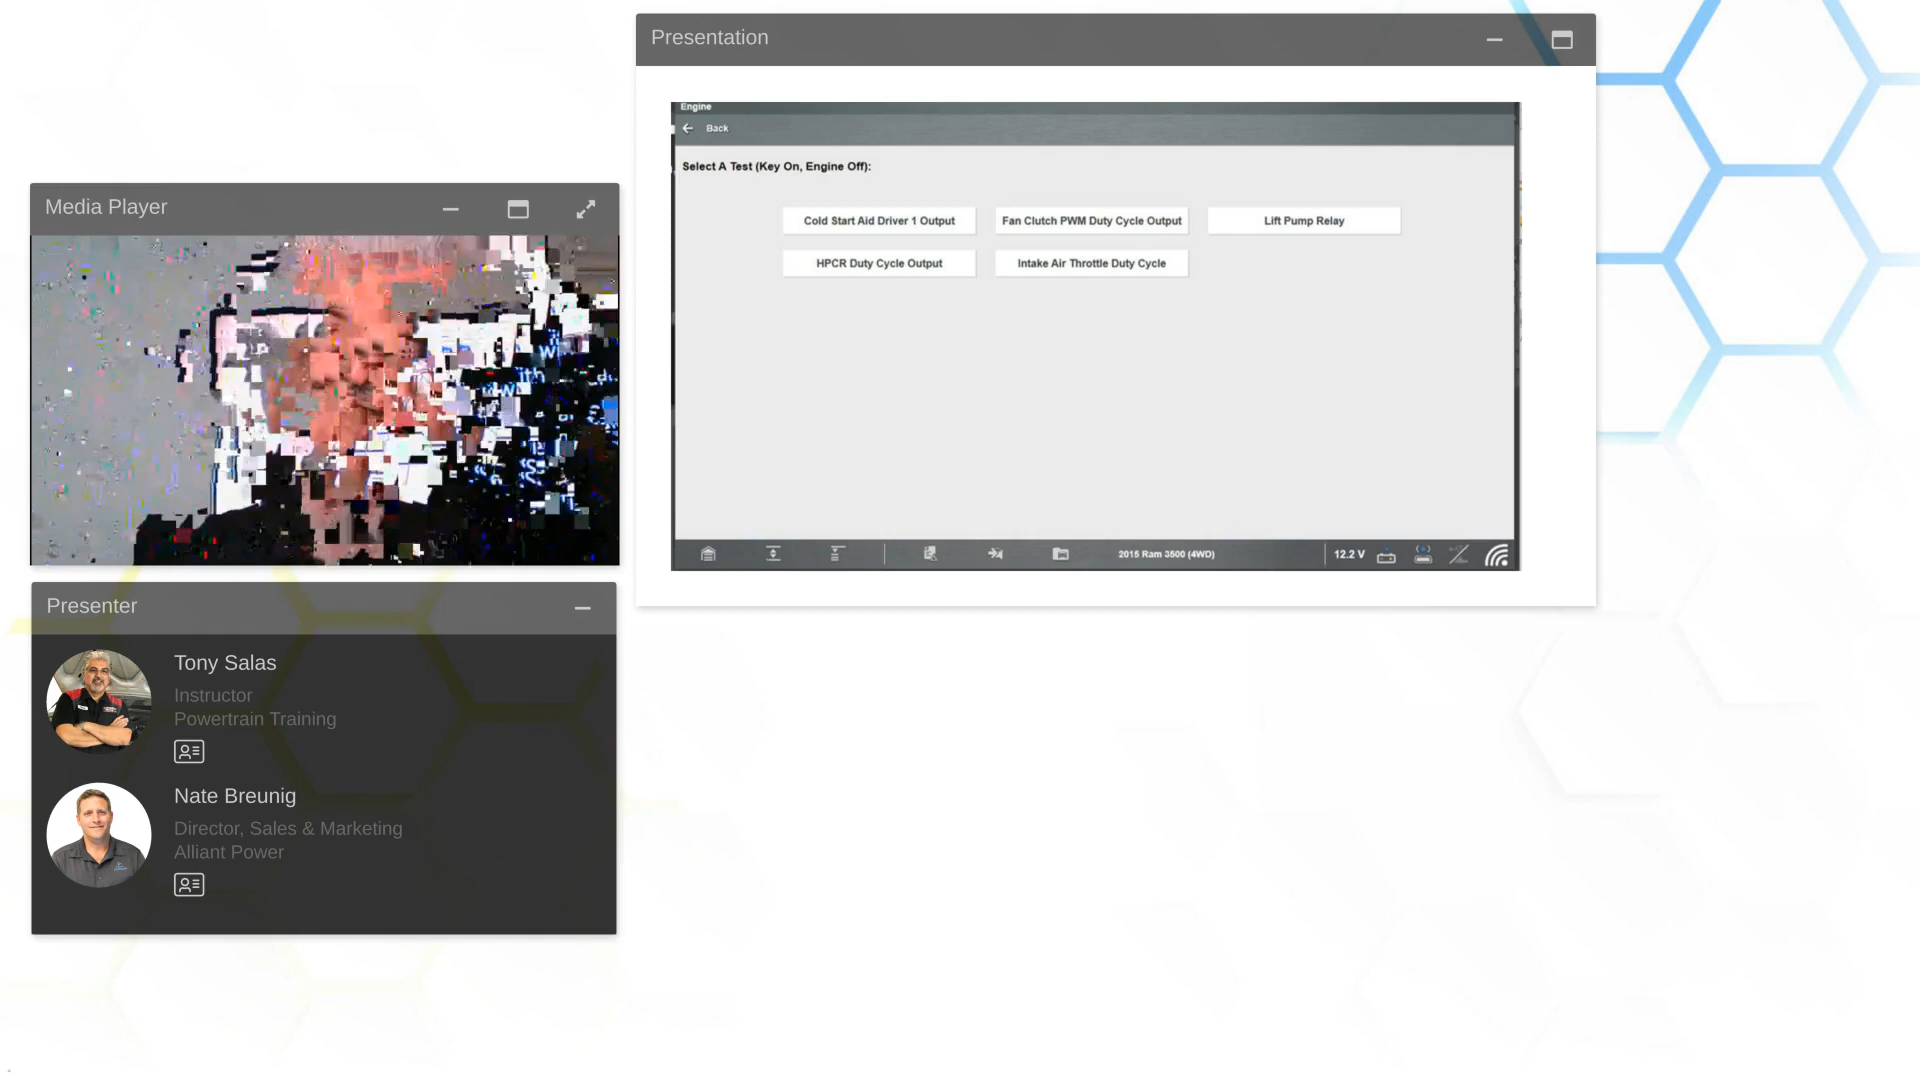 Presentation
Engine
Back
Select A Test (Key On, Engine Off):
Cold Start Aid Driver 1 Output
Fan Clutch PWM Duty Cycle Output
Lift Pump Relay
HPCR Duty Cycle Output
Intake Air Throttle Duty Cycle
2015 Ram 3500 (4WD)
12.2 V
Media Player
Presenter
Tony Salas
Instructor
Powertrain Training
Nate Breunig
Director, Sales & Marketing
Alliant Power